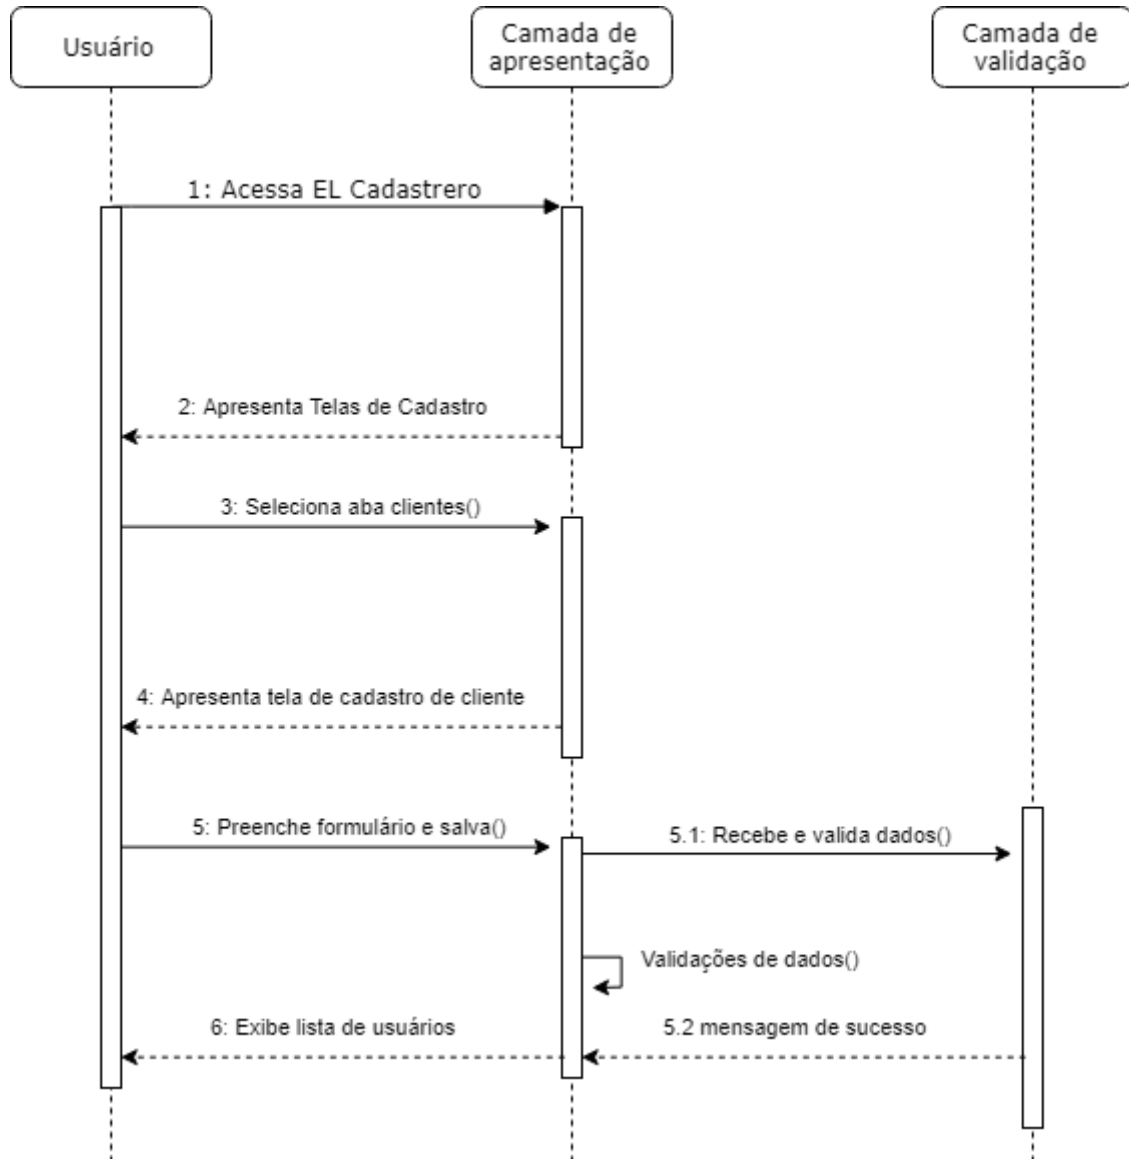 Usuário
Camada de
apresentação
Camada de
validação
1: Acessa EL Cadastrero
2: Apresenta Telas de Cadastro
3: Seleciona aba clientes()
4: Apresenta tela de cadastro de cliente
5: Preenche formulário e salva()
5.1: Recebe e valida dados()
Validações de dados()
6: Exibe lista de usuários
5.2 mensagem de sucesso